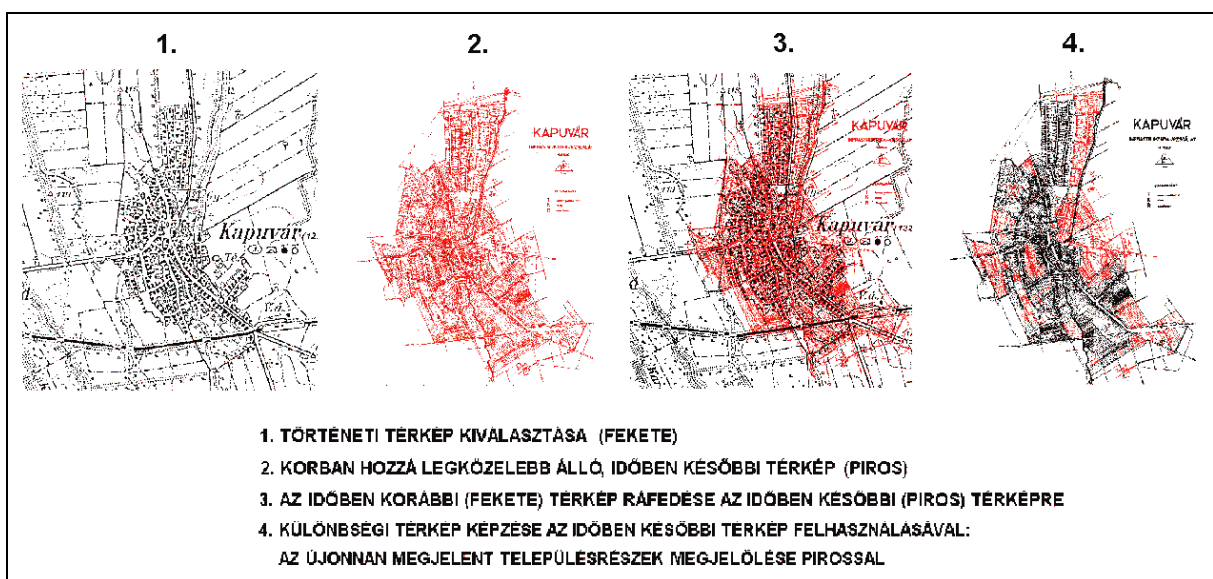 1.
2.
3.
4.
Kapuvár
KAPUVÁR
KAPUVÁR
Kapuvár
KAPUVÁR
1. TÖRTÉNETI TÉRKÉP KIVÁLASZTÁSA (FEKETE)
2. KORBAN HOZZÁ LEGKÖZELEBB ÁLLÓ, IDŐBEN KÉSŐBBI TÉRKÉP (PIROS)
3. AZ IDŐBEN KORÁBBI (FEKETE) TÉRKÉP RÁFEDÉSE AZ IDŐBEN KÉSŐBBI (PIROS) TÉRKÉPRE
4. KÜLÖNBSÉGI TÉRKÉP KÉPZÉSE AZ IDŐBEN KÉSŐBBI TÉRKÉP FELHASZNÁLÁSÁVAL:
AZ ÚJONNAN MEGJELENT TELEPÜLÉSRÉSZEK MEGJELÖLÉSE PIROSSAL